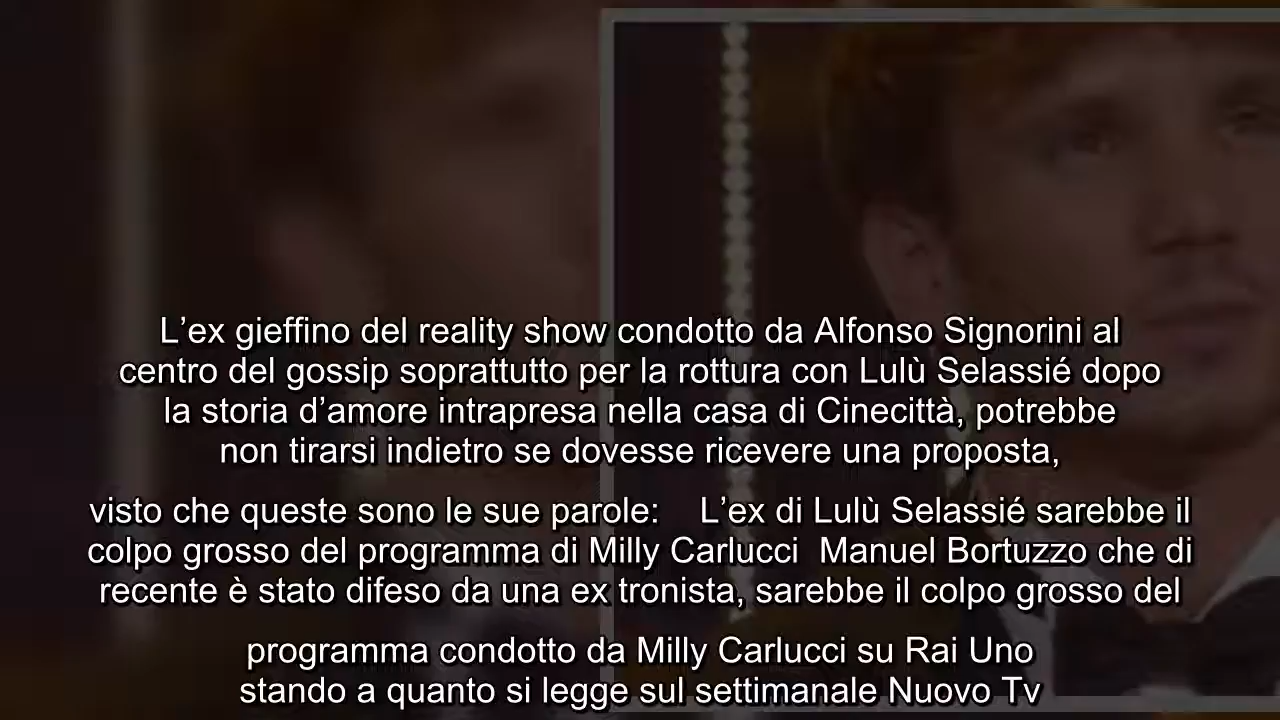 L’ex gieffino del reality show condotto da Alfonso Signorini al
centro del gossip soprattutto per la rottura con Lulù Selassié dopo
la storia d’amore intrapresa nella casa di Cinecittà, potrebbe
non tirarsi indietro se dovesse ricevere una proposta,
visto che queste sono le sue parole:    L’ex di Lulù Selassié sarebbe il
colpo grosso del programma di Milly Carlucci  Manuel Bortuzzo che di
recente è stato difeso da una ex tronista, sarebbe il colpo grosso del
programma condotto da Milly Carlucci su Rai Uno
stando a quanto si legge sul settimanale Nuovo Tv